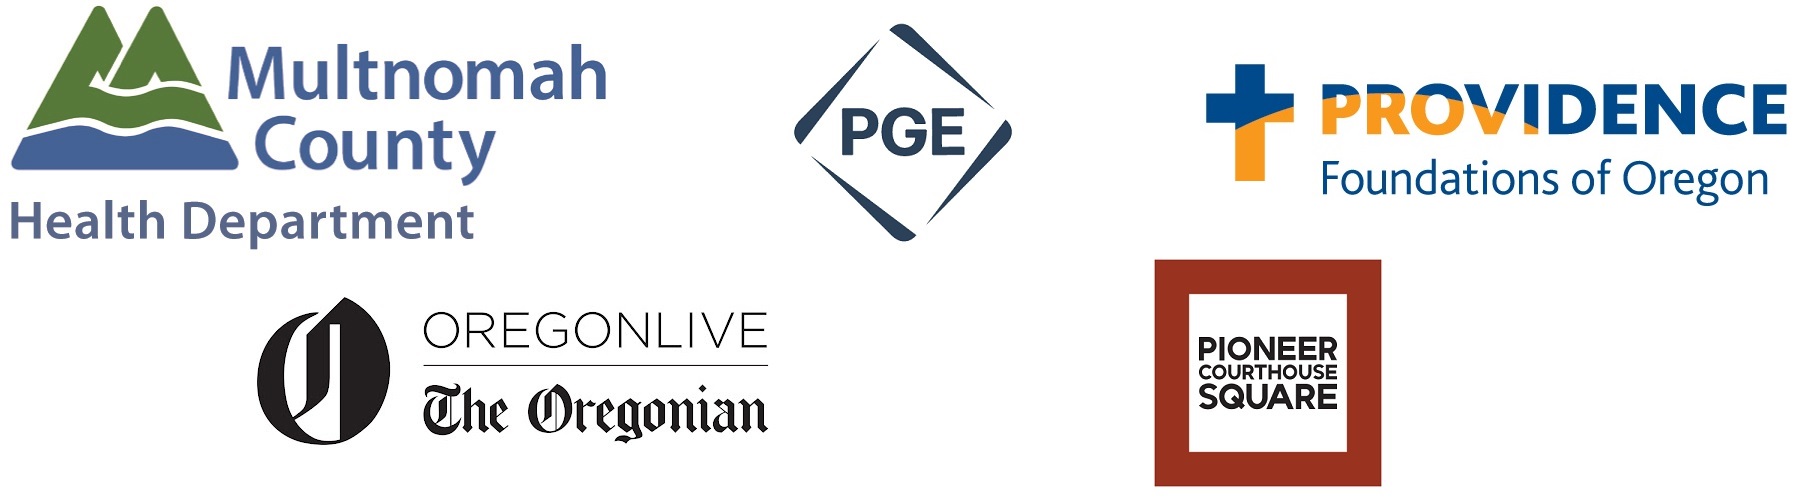 Multnomah
County
Health Department
PGE
PROVIDENCE
Foundations of Oregon
O
OREGONLIVE
The Oregonian
PIONEER
COURTHOUSE
SQUARE